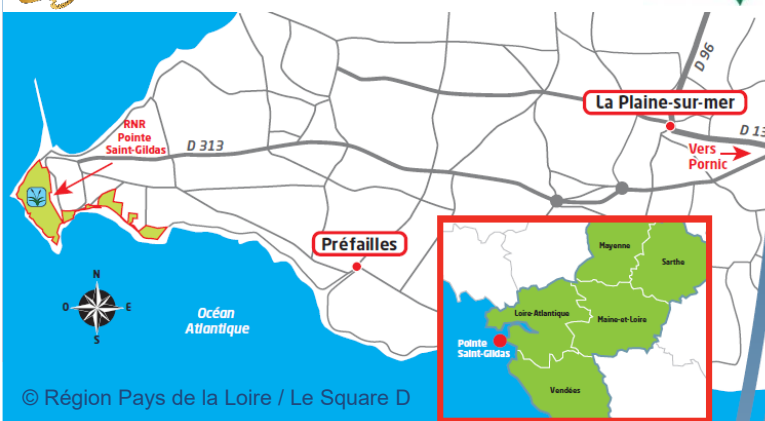 D 96
La Plaine-sur-mer
D 13
Vers
Pornic
RNR
Pointe
Saint-Gildas
D 313
Préfailles
N
O
E
S
Océan
Atlantique
Mayenne
Sarthe
Loire-Atlantique
Maine-et-Loire
Pointe
Saint-Gildas
Vendées
© Région Pays de la Loire / Le Square D